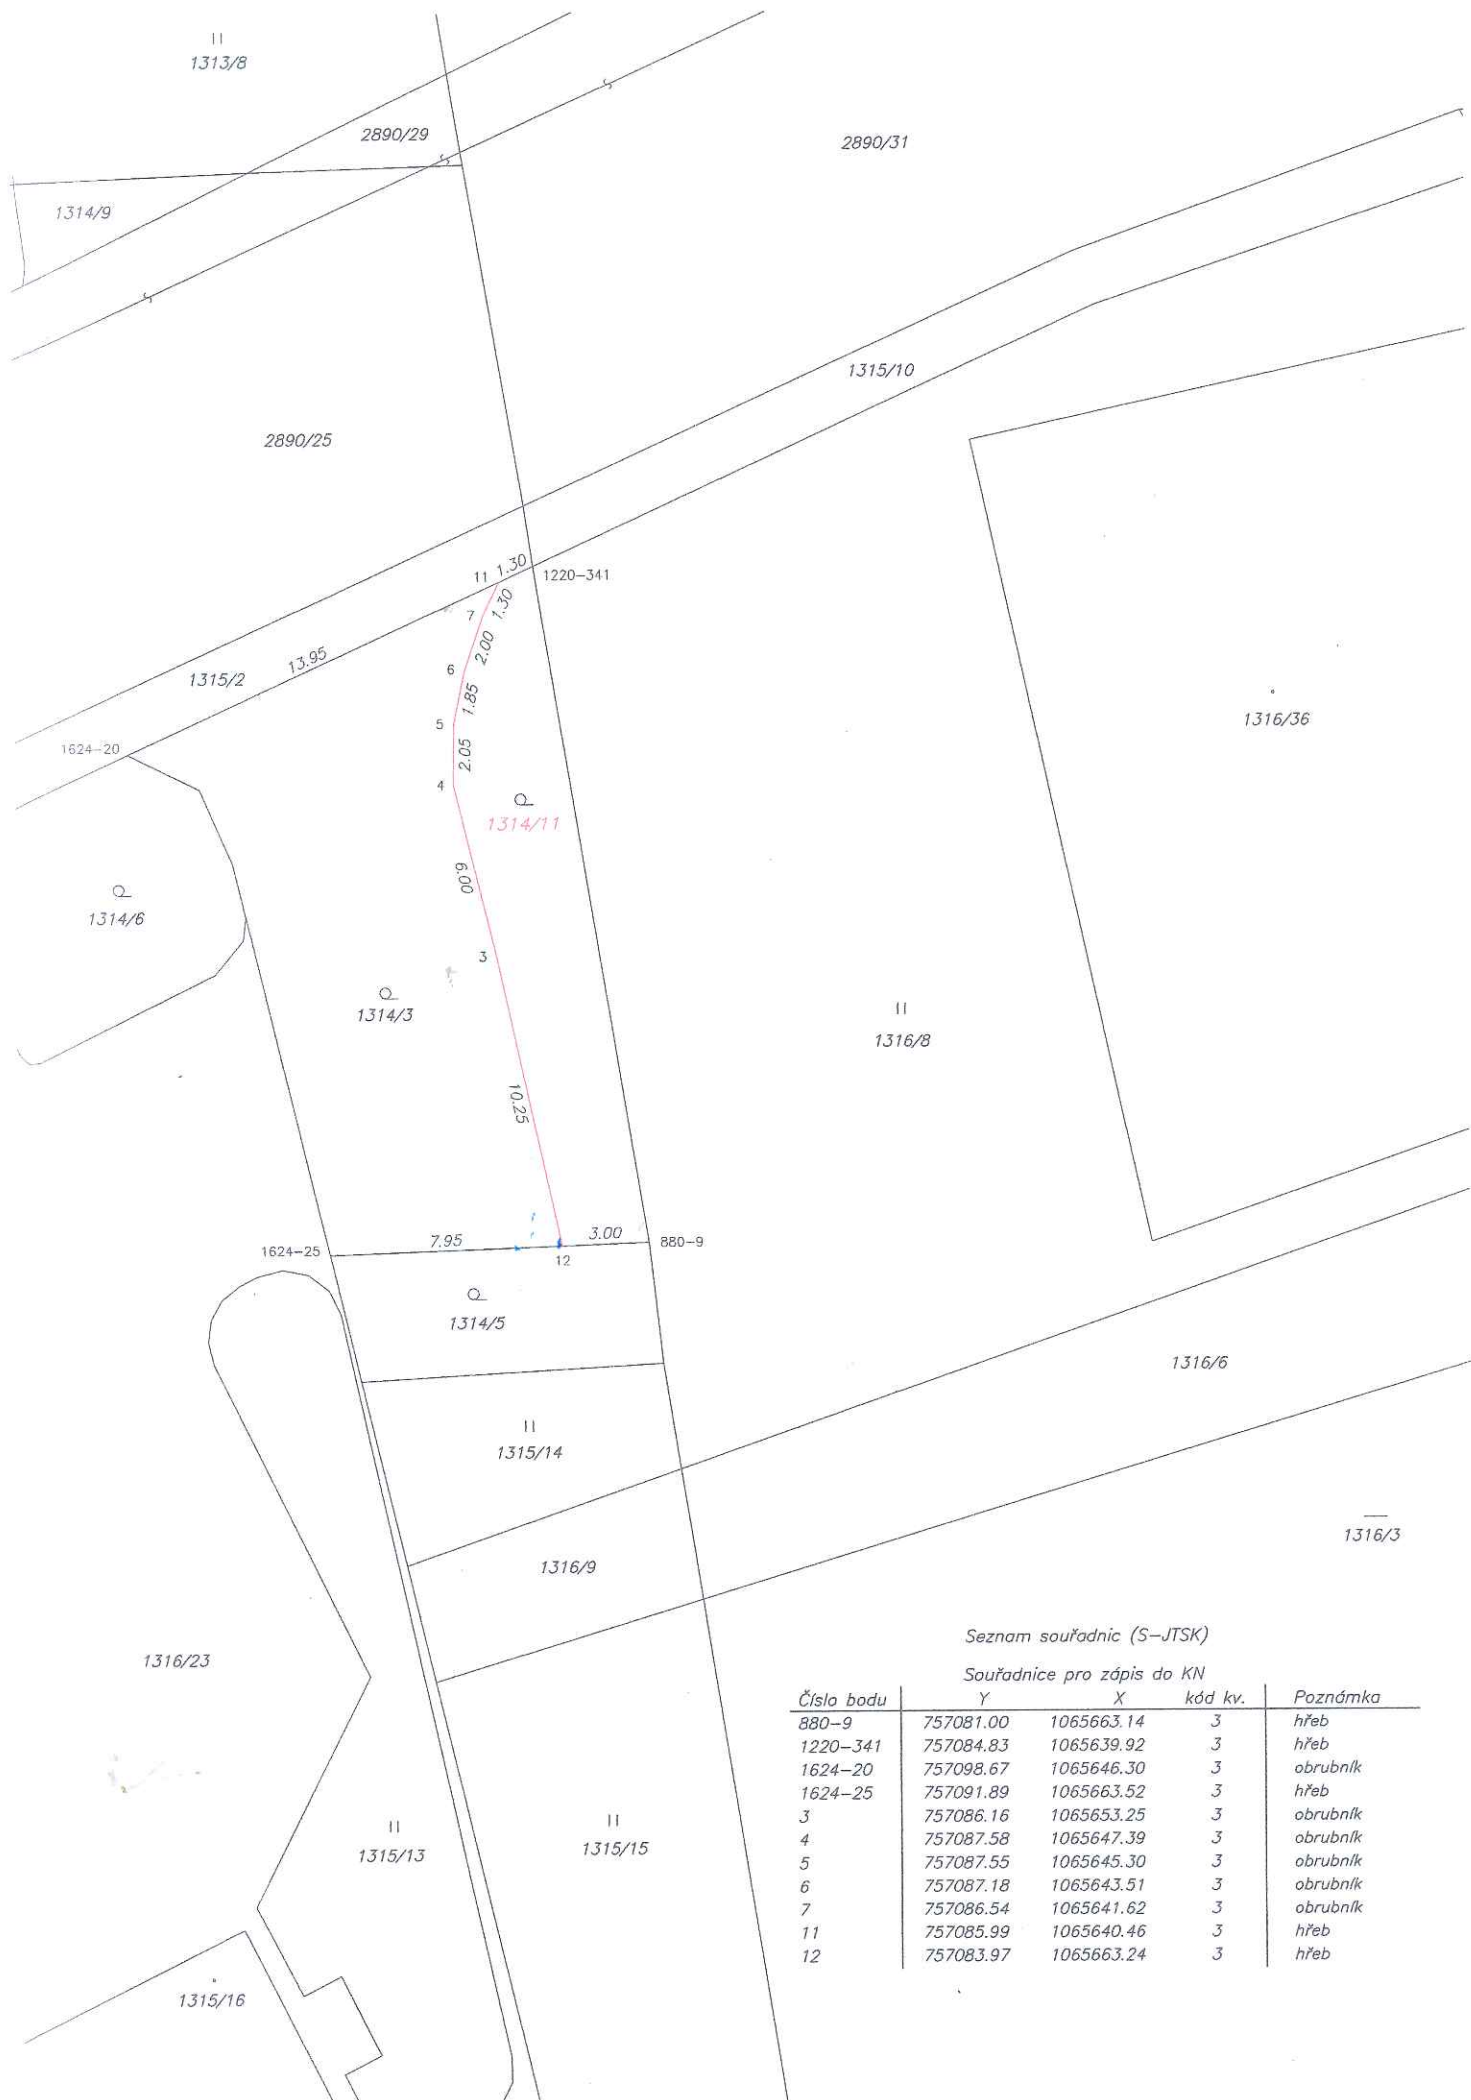 1313/8
2890/29
2890/31
1314/9
1315/10
2890/25
11 1.30
1220-341
7 1.30
6 2.00
1.85
5
2.05
4
13.95
1315/2
1624-20
1316/36
1314/11
1314/6
6.00
3
1314/3
1316/8
10.25
1624-25 7.95 3.00 880-9
12
1314/5
1316/6
1315/14
1316/3
1316/9
1316/23
1315/13
1315/15
1315/16
Seznam souřadnic (S-JTSK)
Souřadnice pro zápis do KN
Číslo bodu Y X kód kv. Poznámka
880-9 757081.00 1065663.14 3 hřeb
1220-341 757084.83 1065639.92 3 hřeb
1624-20 757098.67 1065646.30 3 obrubník
1624-25 757091.89 1065663.52 3 hřeb
3 757086.16 1065653.25 3 obrubník
4 757087.58 1065647.39 3 obrubník
5 757087.55 1065645.30 3 obrubník
6 757087.18 1065643.51 3 obrubník
7 757086.54 1065641.62 3 obrubník
11 757085.99 1065640.46 3 hřeb
12 757083.97 1065663.24 3 hřeb